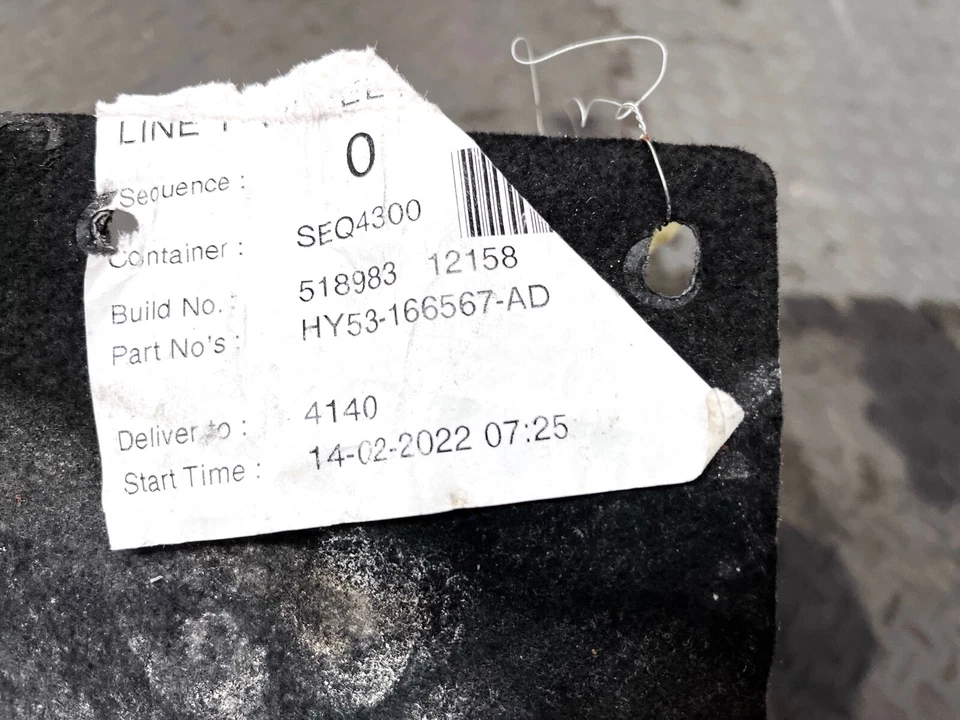 LINE
Sequence : 0
Container : SEQ4300
Build No. : 518983 12158
Part No's : HY53-166567-AD
Deliver to : 4140
Start Time : 14-02-2022 07:25